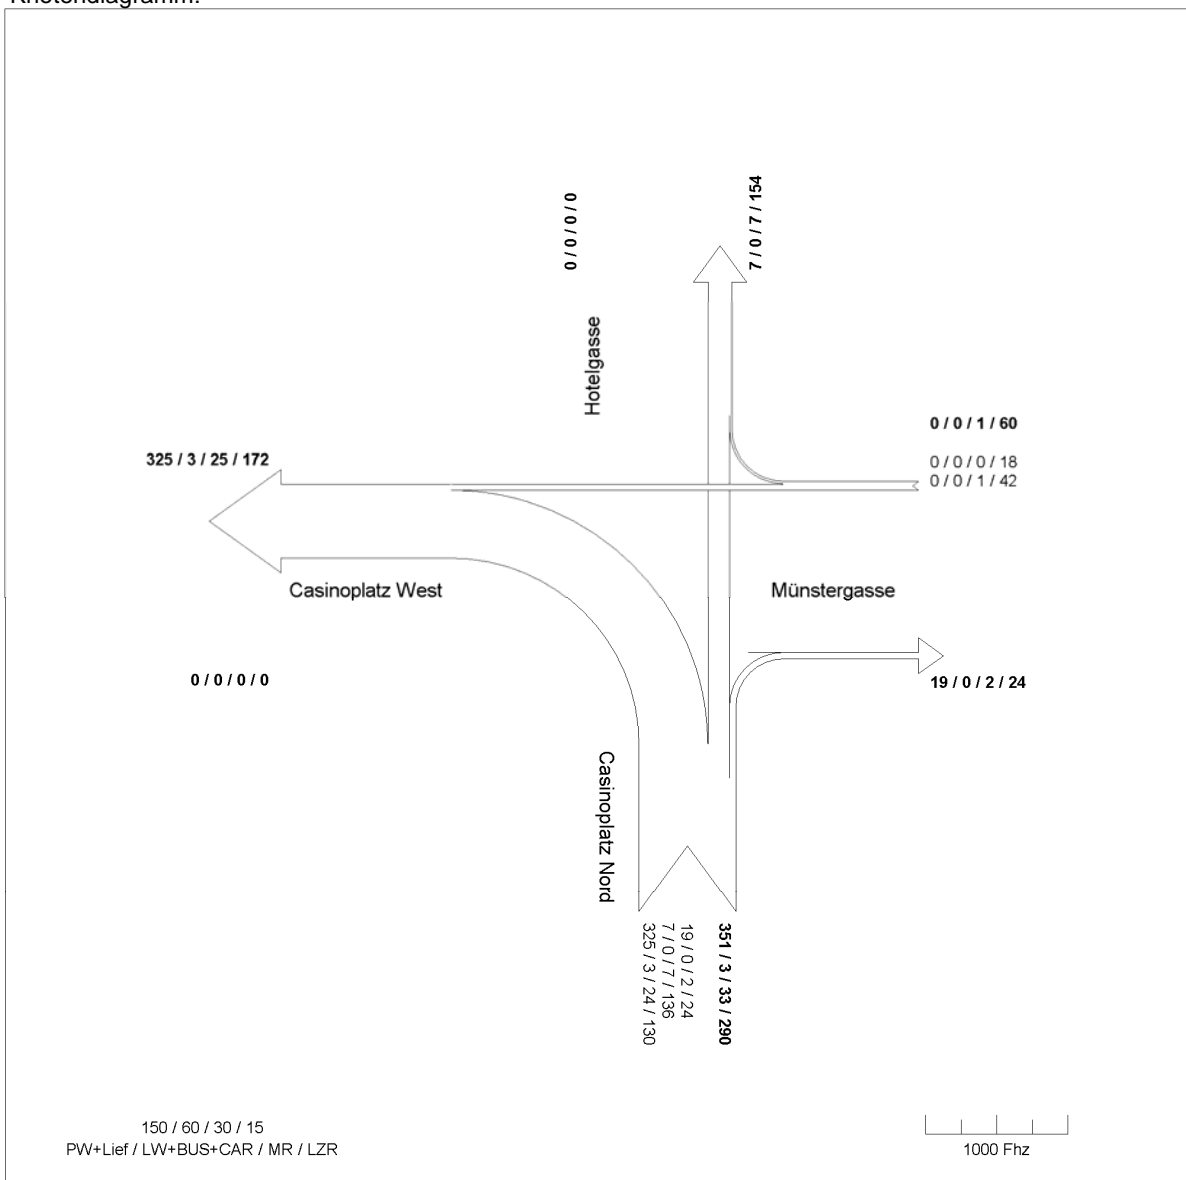 Knotendiagramm:
0 / 0 / 0 / 0
7 / 0 / 7 / 154
Hotelgasse
0 / 0 / 1 / 60
0 / 0 / 0 / 18
0 / 0 / 1 / 42
325 / 3 / 25 / 172
Casinoplatz West
Münstergasse
0 / 0 / 0 / 0
19 / 0 / 2 / 24
Casinoplatz Nord
351 / 3 / 33 / 290
19 / 0 / 2 / 24
7 / 0 / 7 / 136
325 / 3 / 24 / 130
150 / 60 / 30 / 15
PW+Lief / LW+BUS+CAR / MR / LZR
1000 Fhz